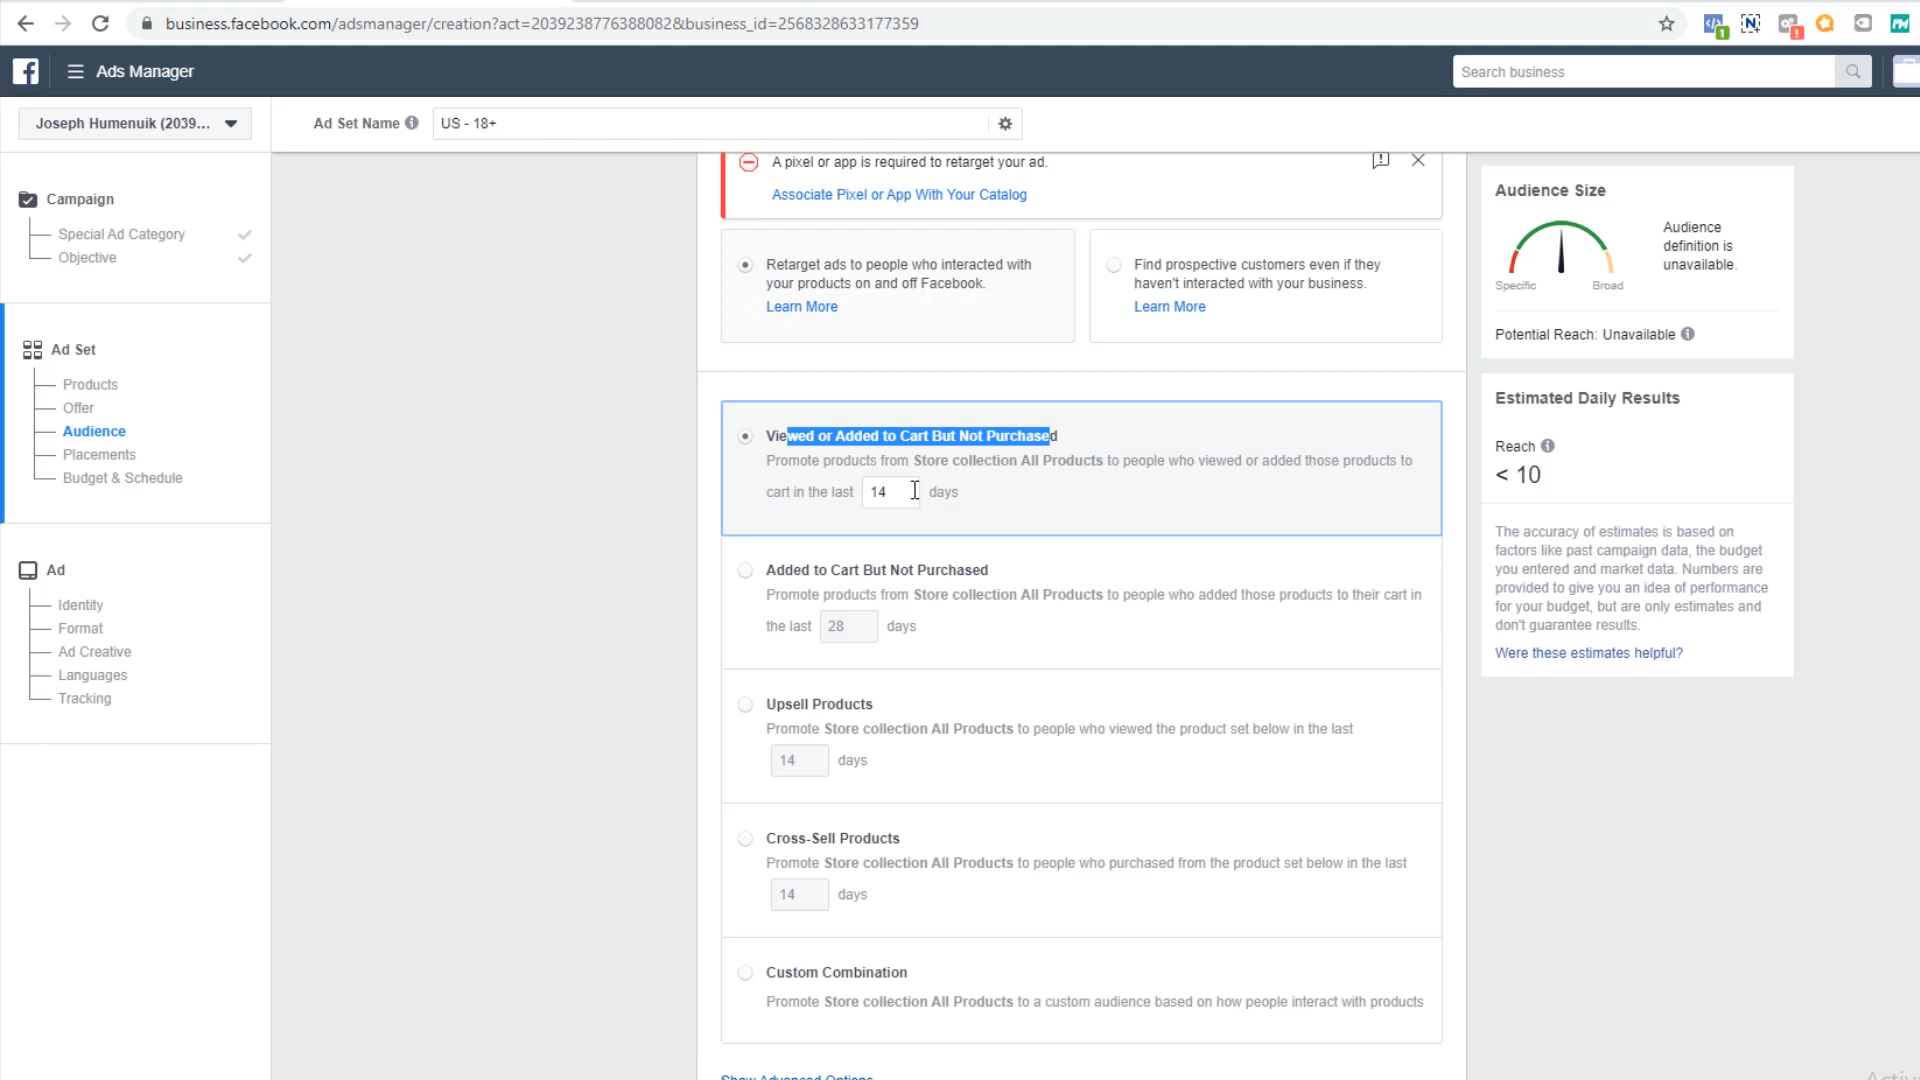 business.facebook.com/adsmanager/creation?act=2039238776388082&business_id=2568328633177359
Ads Manager
Search business
Joseph Humenuik (2039...
Ad Set Name
US - 18+
Campaign
Special Ad Category
Objective
Ad Set
Products
Offer
Audience
Placements
Budget & Schedule
Ad
Identity
Format
Ad Creative
Languages
Tracking
A pixel or app is required to retarget your ad.
Associate Pixel or App With Your Catalog
Retarget ads to people who interacted with
your products on and off Facebook.
Learn More
Find prospective customers even if they
haven't interacted with your business.
Learn More
Viewed or Added to Cart But Not Purchased
Promote products from Store collection All Products to people who viewed or added those products to
cart in the last 14 days
Added to Cart But Not Purchased
Promote products from Store collection All Products to people who added those products to their cart in
the last 28 days
Upsell Products
Promote Store collection All Products to people who viewed the product set below in the last
14 days
Cross-Sell Products
Promote Store collection All Products to people who purchased from the product set below in the last
14 days
Custom Combination
Promote Store collection All Products to a custom audience based on how people interact with products
Show Advanced Options
Audience Size
Audience
definition is
unavailable.
Specific Broad
Potential Reach: Unavailable
Estimated Daily Results
Reach
< 10
The accuracy of estimates is based on
factors like past campaign data, the budget
you entered and market data. Numbers are
provided to give you an idea of performance
for your budget, but are only estimates and
don't guarantee results.
Were these estimates helpful?